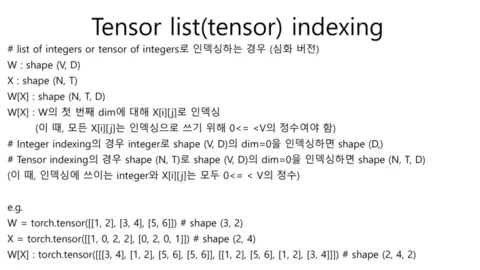 Tensor list(tensor) indexing
# list of integers or tensor of integers로 인덱싱하는 경우 (심화 버전)
W : shape (V, D)
X : shape (N, T)
W[X] : shape (N, T, D)
W[X] : W의 첫 번째 dim에 대해 X[i][j]로 인덱싱
(이 때, 모든 X[i][j]는 인덱싱으로 쓰기 위해 0<= <V의 정수여야 함)
# Integer indexing의 경우 integer로 shape (V, D)의 dim=0을 인덱싱하면 shape (D,)
# Tensor indexing의 경우 shape (N, T)로 shape (V, D)의 dim=0을 인덱싱하면 shape (N, T, D)
(이 때, 인덱싱에 쓰이는 integer와 X[i][j]는 모두 0<= < V의 정수)
e.g.
W = torch.tensor([[1, 2], [3, 4], [5, 6]]) # shape (3, 2)
X = torch.tensor([[1, 0, 2, 2], [0, 2, 0, 1]]) # shape (2, 4)
W[X] : torch.tensor([[[3, 4], [1, 2], [5, 6], [5, 6]], [[1, 2], [5, 6], [1, 2], [3, 4]]]) # shape (2, 4, 2)